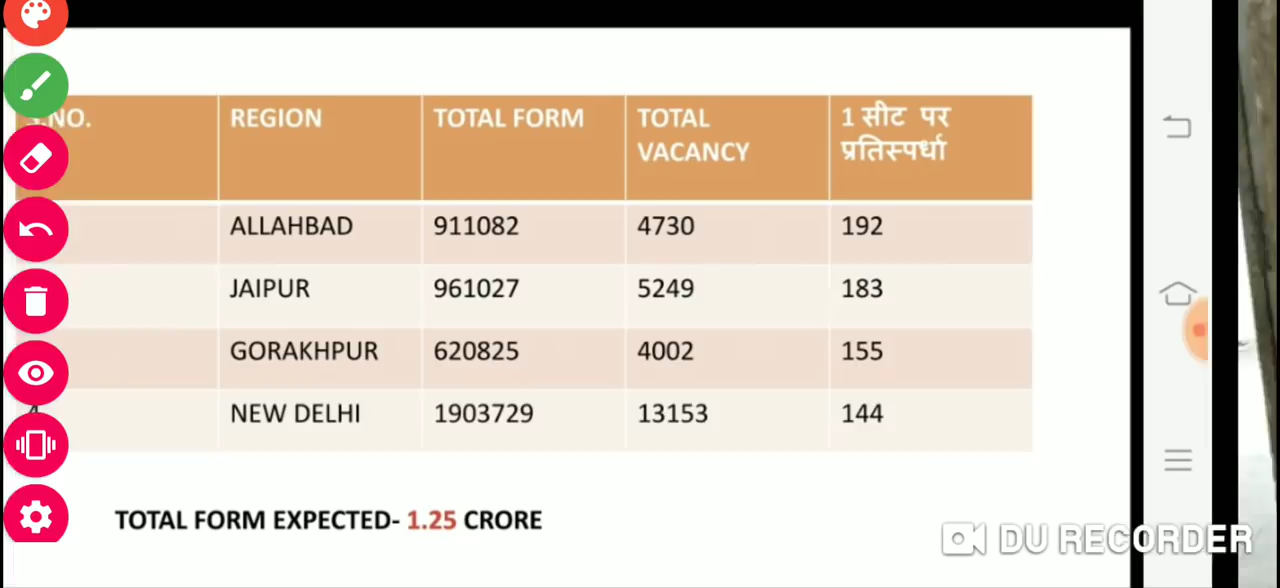 S.NO. REGION TOTAL FORM TOTAL VACANCY 1 सीट पर प्रतिस्पर्धा
ALLAHBAD 911082 4730 192
JAIPUR 961027 5249 183
GORAKHPUR 620825 4002 155
4 NEW DELHI 1903729 13153 144
TOTAL FORM EXPECTED- 1.25 CRORE
DU RECORDER